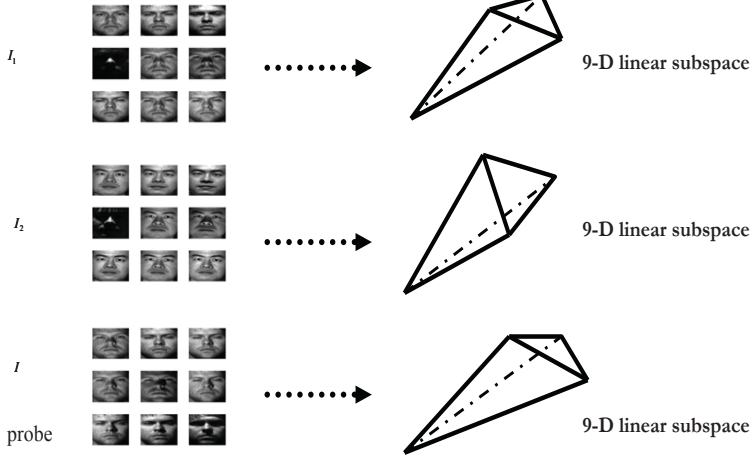 I₁
9-D linear subspace
I₂
9-D linear subspace
I
probe
9-D linear subspace